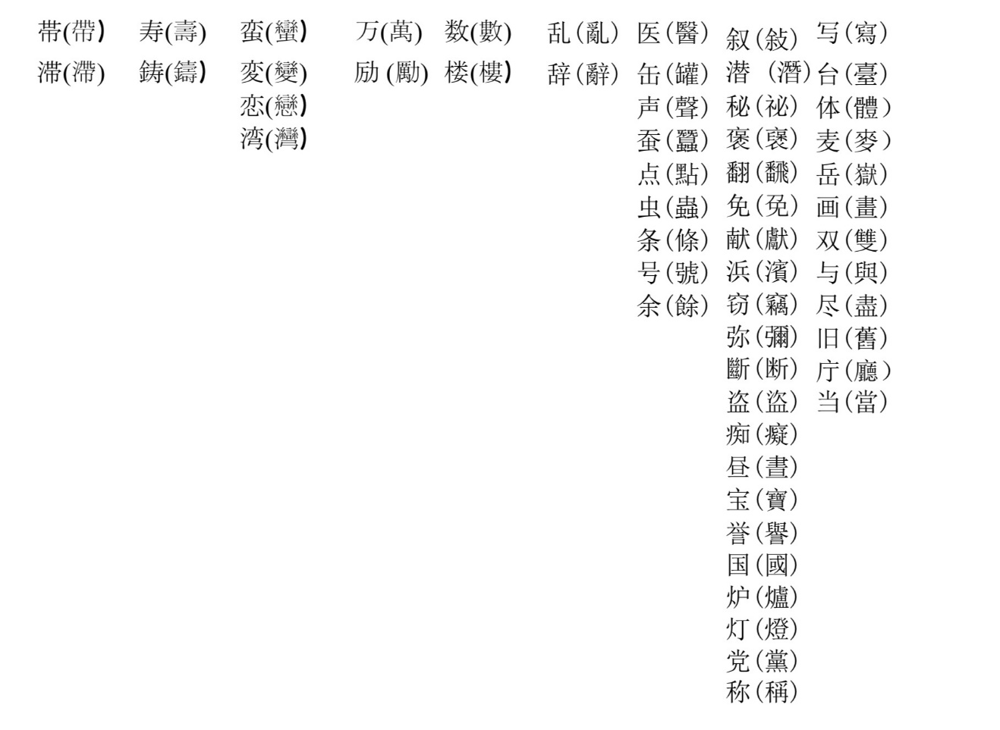 帯(帶) 寿(壽) 蛮(蠻) 万(萬) 数(數) 乱(亂) 医(醫) 叙(敍) 写(寫)
滞(滯) 鋳(鑄) 変(變) 励 (勵) 楼(樓) 辞(辭) 缶(罐) 潜 (潛) 台(臺)
恋(戀) 声(聲) 秘(祕) 体(體)
湾(灣) 蚕(蠶) 褒(襃) 麦(麥)
点(點) 翻(飜) 岳(嶽)
虫(蟲) 免(免) 画(畫)
条(條) 献(獻) 双(雙)
号(號) 浜(濱) 与(與)
余(餘) 窃(竊) 尽(盡)
弥(彌) 旧(舊)
斷(断) 庁(廳)
盗(盜) 当(當)
痴(癡)
昼(晝)
宝(寶)
誉(譽)
国(國)
炉(爐)
灯(燈)
党(黨)
称(稱)